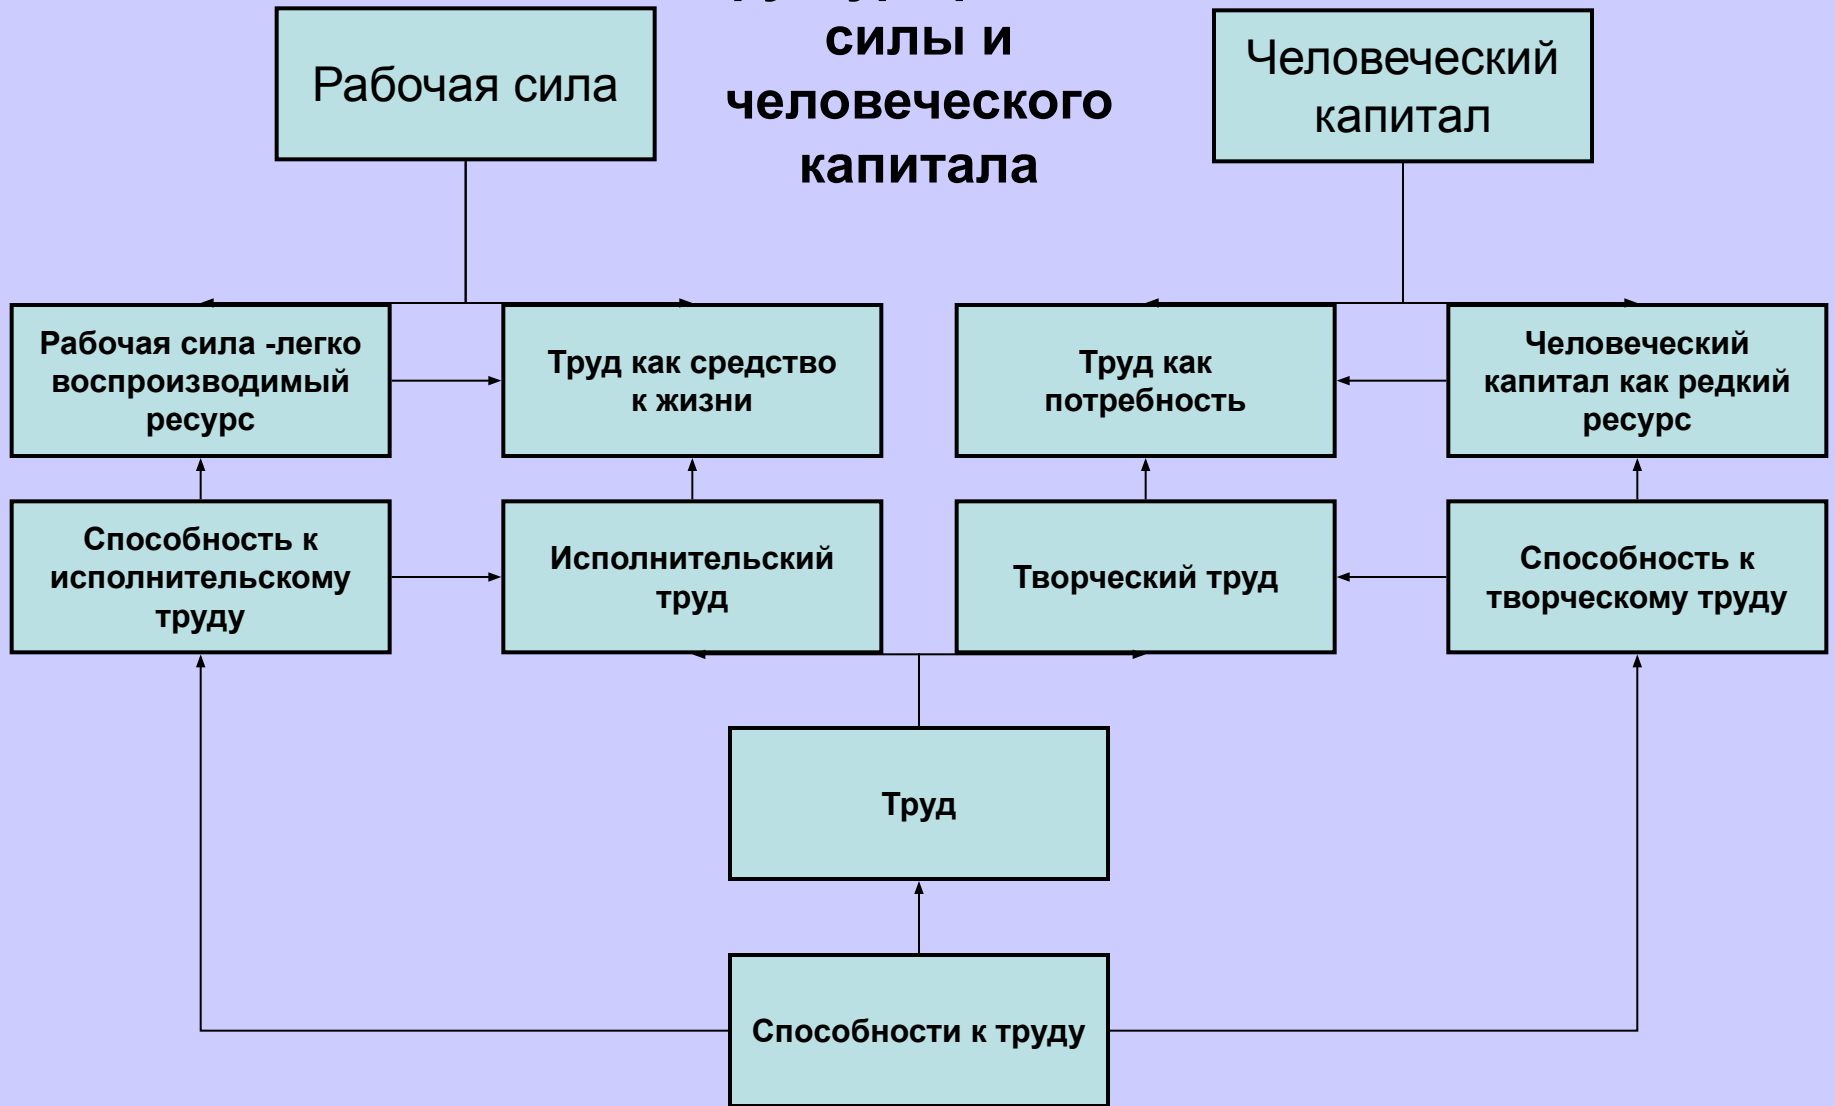 силы и
человеческого
капитала
Рабочая сила
Человеческий
капитал
Рабочая сила -легко
воспроизводимый
ресурс
Труд как средство
к жизни
Труд как
потребность
Человеческий
капитал как редкий
ресурс
Способность к
исполнительскому
труду
Исполнительский
труд
Творческий труд
Способность к
творческому труду
Труд
Способности к труду